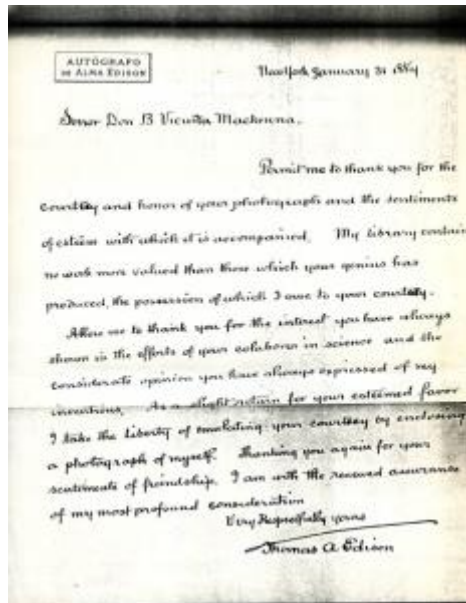 AUTÓGRAFO
DE ALMA EDISON
New York January 31 1884
Senor Don B Vicuña Mackenna.
Permit me to thank you for the
courtesy and honor of your photograph and the sentiments
of esteem with which it is accompanied. My library contain
no work more valued than those which your genius has
produced, the possession of which I owe to your courtesy.
Allow me to thank you for the interest you have always
shown in the efforts of your in science and the
considerate opinion you have always expressed of my
inventions. As a slight return for your esteemed favor
I take the liberty of emulating your courtesy by enclosing
a photograph of myself. Thanking you again for your
sentiments of friendship, I am with the renewed assurance
of my most profound consideration
Very Respectfully yours
Thomas A Edison